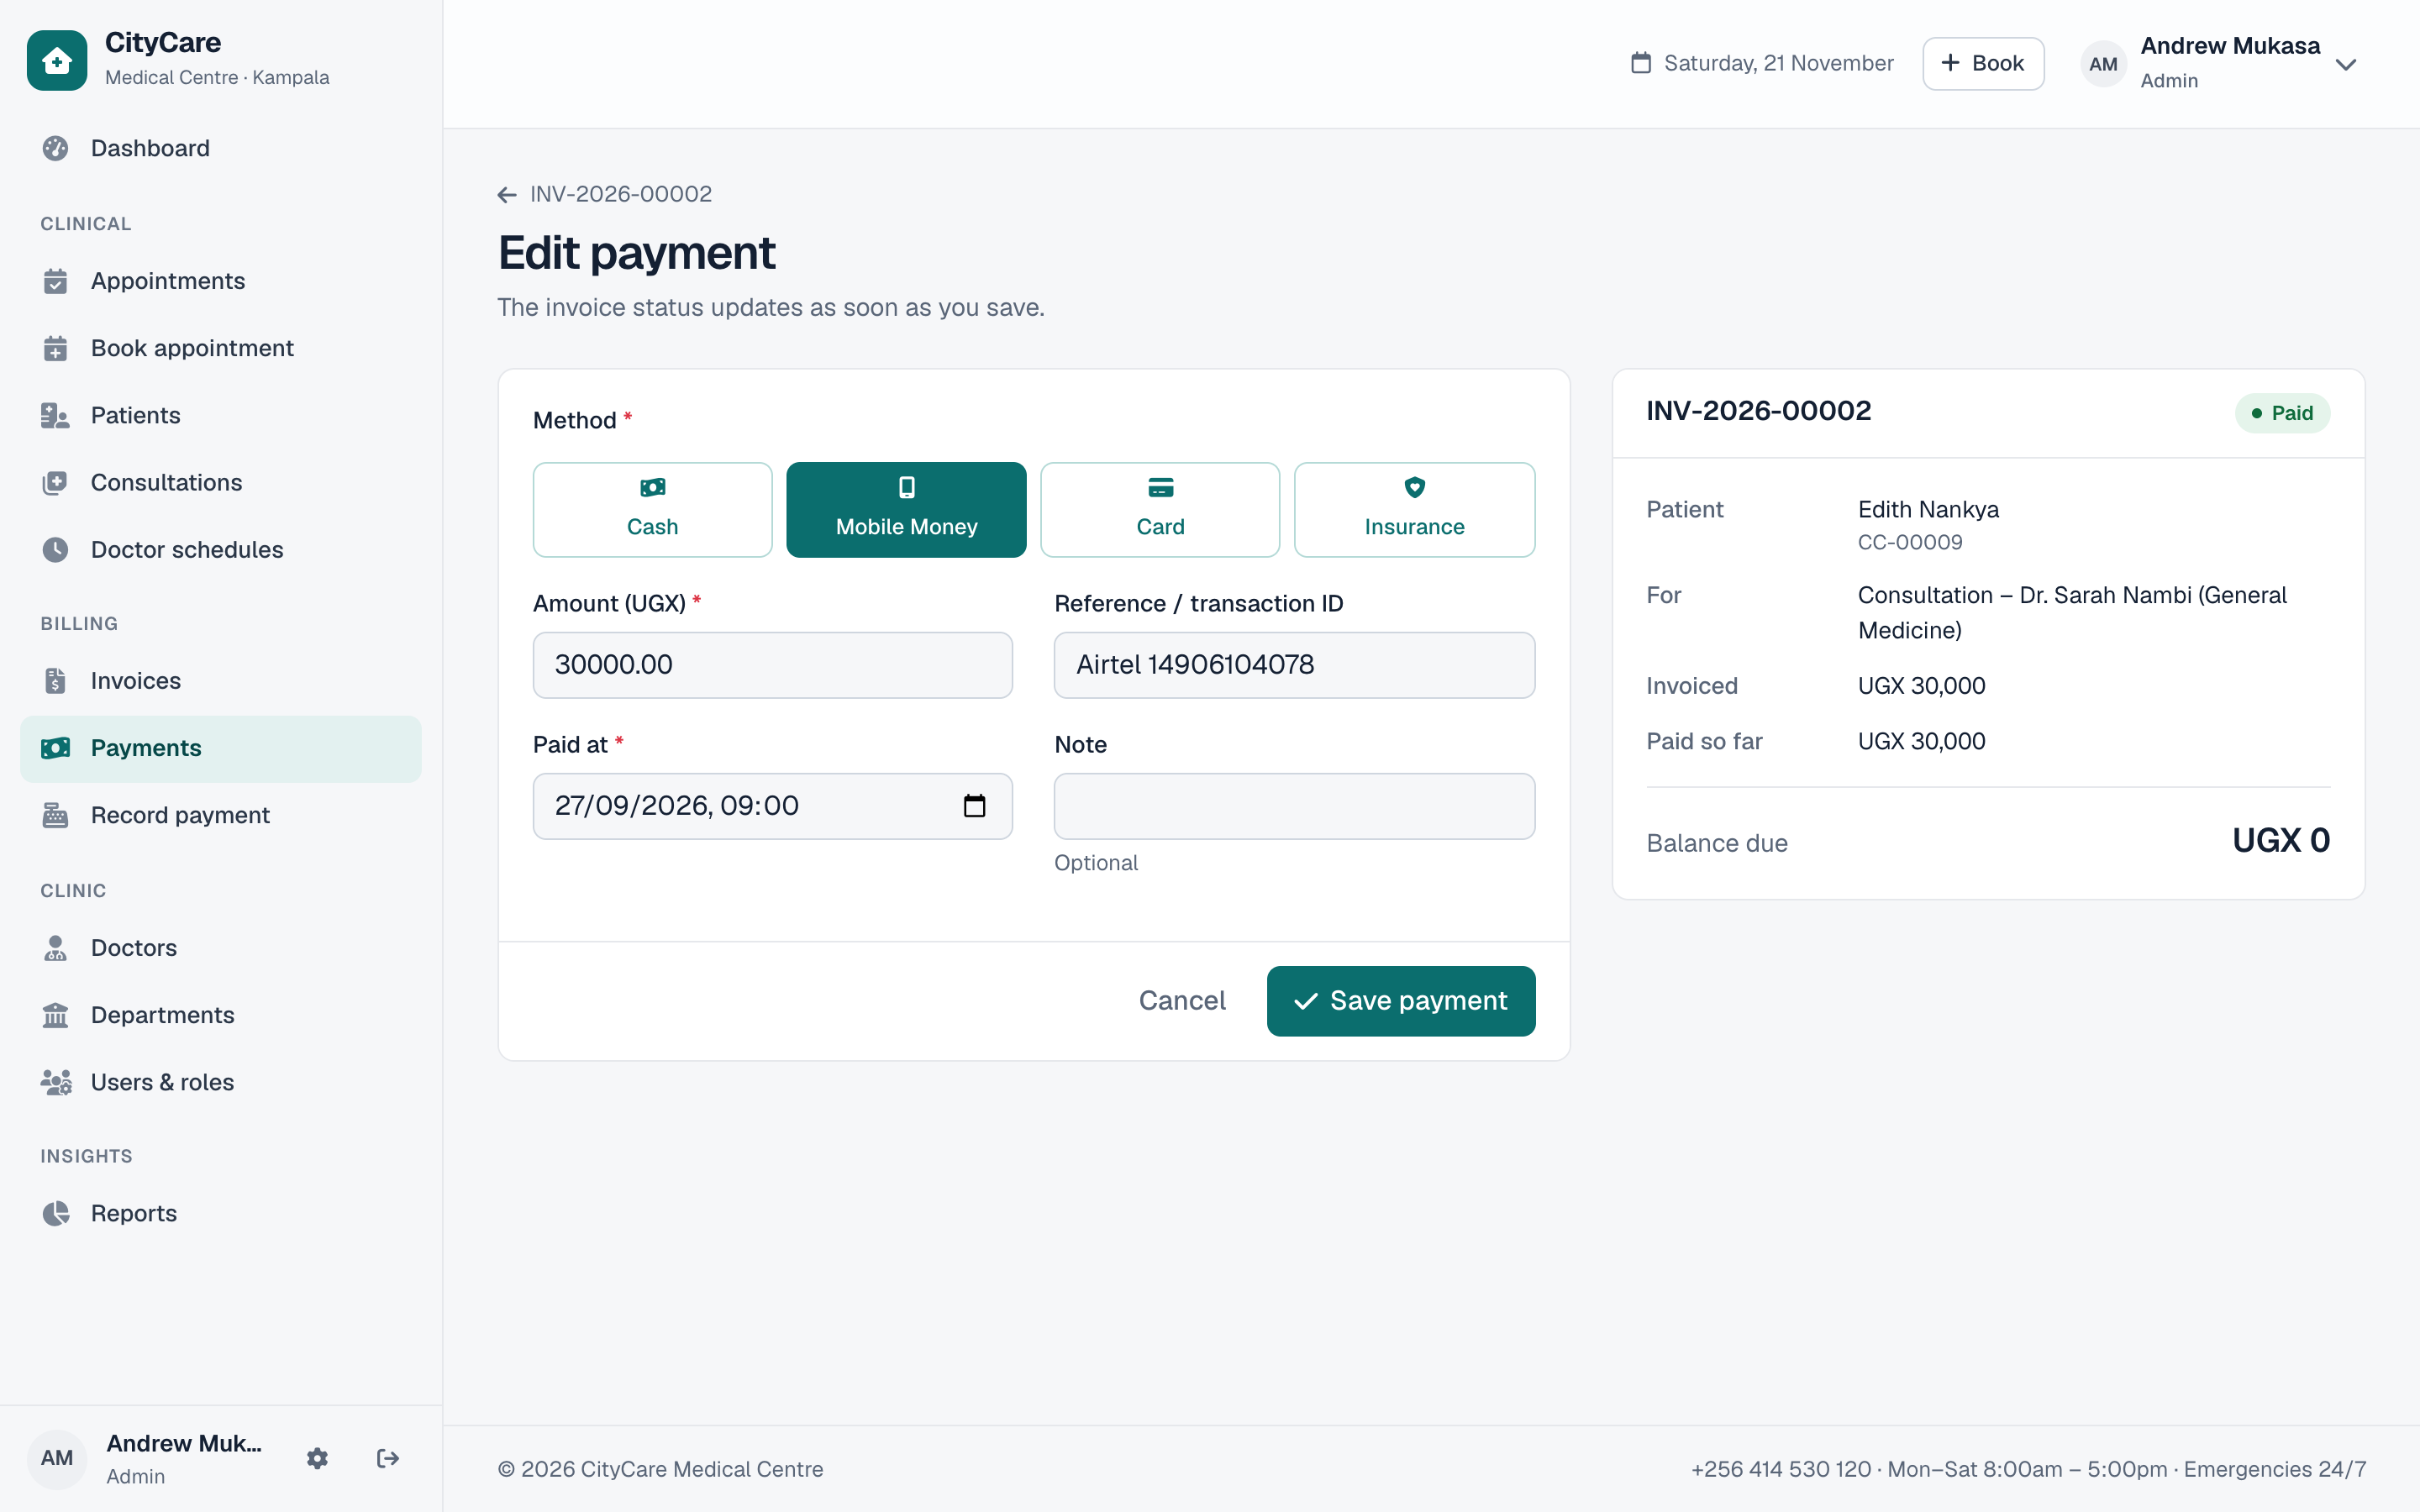 CityCare
Medical Centre · Kampala
Dashboard
CLINICAL
Appointments
Book appointment
Patients
Consultations
Doctor schedules
BILLING
Invoices
Payments
Record payment
CLINIC
Doctors
Departments
Users & roles
INSIGHTS
Reports
AM
Andrew Muk...
Admin
Saturday, 21 November
Book
AM
Andrew Mukasa
Admin
INV-2026-00002
Edit payment
The invoice status updates as soon as you save.
Method *
Cash
Mobile Money
Card
Insurance
Amount (UGX) *
Reference / transaction ID
30000.00
Airtel 14906104078
Paid at *
Note
27/09/2026, 09:00
Optional
Cancel
Save payment
INV-2026-00002
Paid
Patient
Edith Nankya
CC-00009
For
Consultation – Dr. Sarah Nambi (General
Medicine)
Invoiced
UGX 30,000
Paid so far
UGX 30,000
Balance due
UGX 0
© 2026 CityCare Medical Centre
+256 414 530 120 · Mon–Sat 8:00am – 5:00pm · Emergencies 24/7